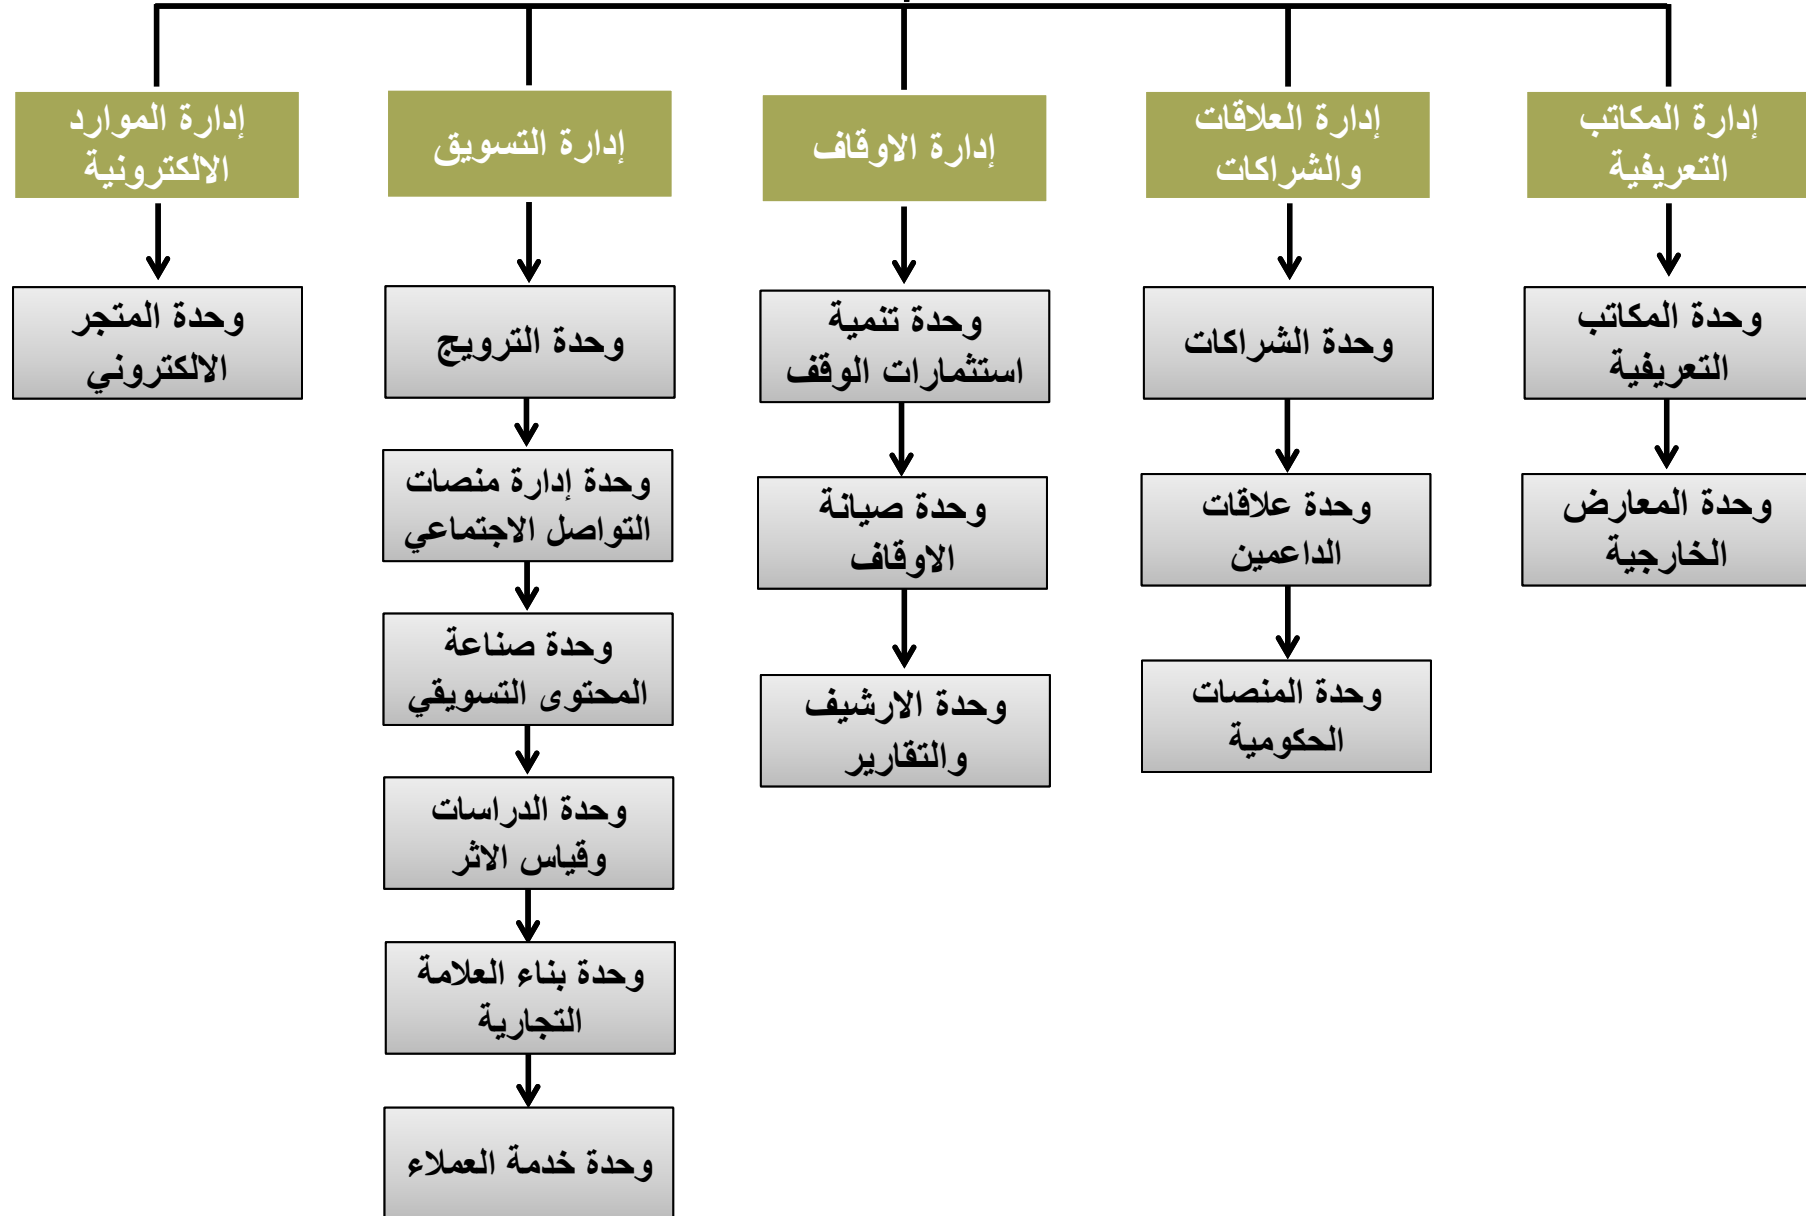 إدارة المكاتب
التعريفية
إدارة العلاقات
والشراكات
إدارة الاوقاف
إدارة التسويق
إدارة الموارد
الالكترونية
وحدة المكاتب
التعريفية
وحدة المعارض
الخارجية
وحدة الشراكات
وحدة علاقات
الداعمين
وحدة المنصات
الحكومية
وحدة تنمية
استثمارات الوقف
وحدة صيانة
الاوقاف
وحدة الارشيف
والتقارير
وحدة الترويج
وحدة إدارة منصات
التواصل الاجتماعي
وحدة صناعة
المحتوى التسويقي
وحدة الدراسات
وقياس الاثر
وحدة بناء العلامة
التجارية
وحدة خدمة العملاء
وحدة المتجر
الالكتروني